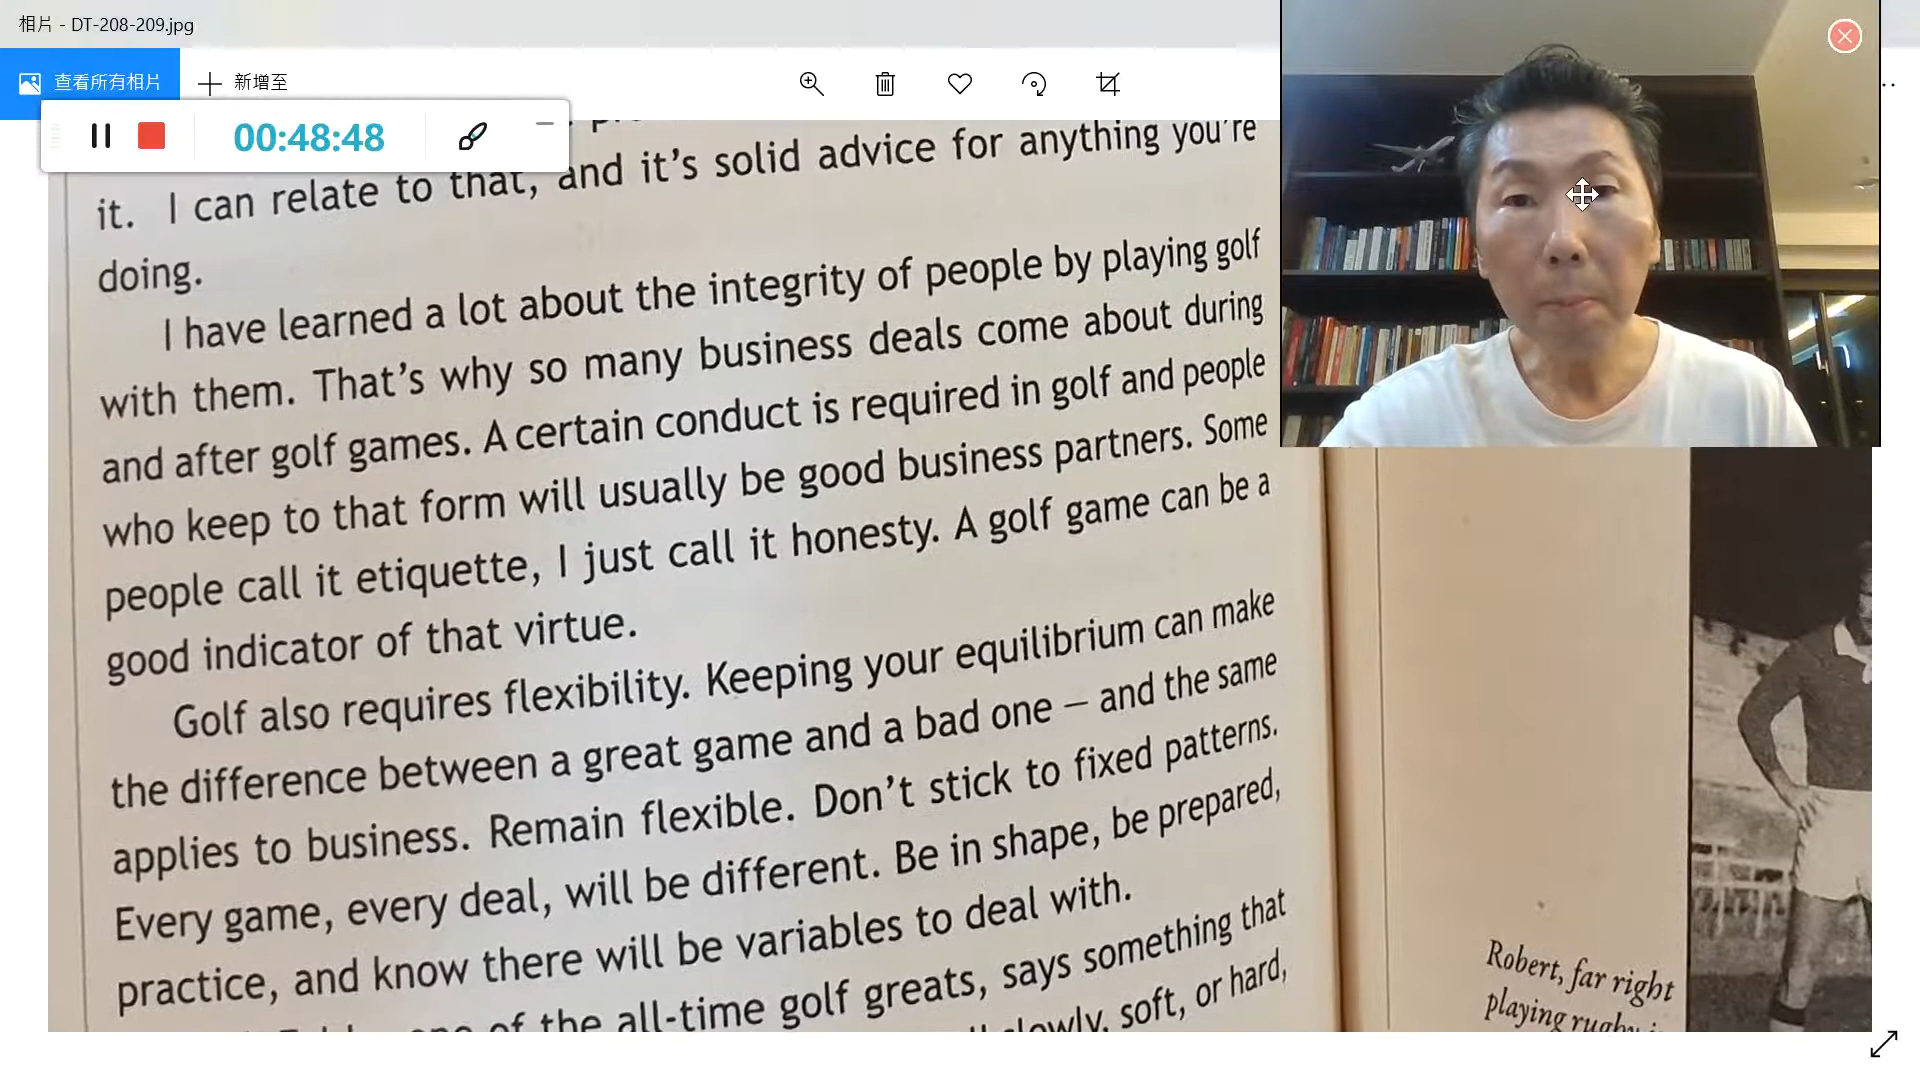 相片 - DT-208-209.jpg
查看所有相片
新增至
00:48:48
it. I can relate to that, and it's solid advice for anything you're
doing.
I have learned a lot about the integrity of people by playing golf
with them. That's why so many business deals come about during
and after golf games. A certain conduct is required in golf and people
who keep to that form will usually be good business partners. Some
people call it etiquette, I just call it honesty. A golf game can be a
good indicator of that virtue.
Golf also requires flexibility. Keeping your equilibrium can make
the difference between a great game and a bad one – and the same
applies to business. Remain flexible. Don't stick to fixed patterns.
Every game, every deal, will be different. Be in shape, be prepared,
practice, and know there will be variables to deal with.
of the all-time golf greats, says something that
slowly, soft, or hard,
Robert, far right
playing rugby